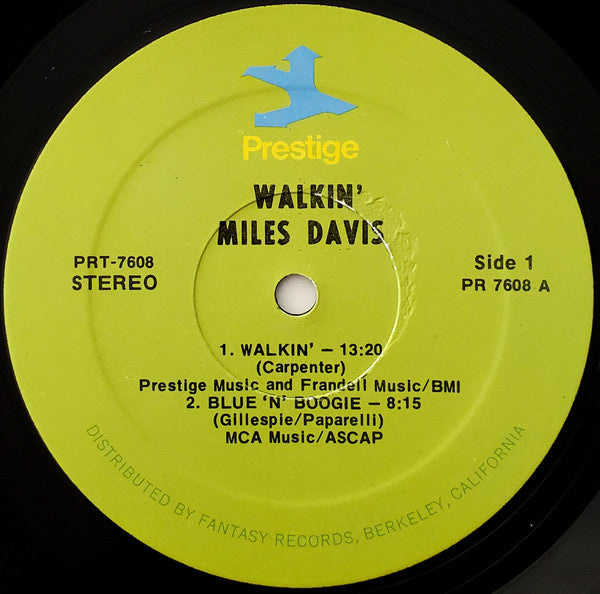 Prestige
WALKIN'
MILES DAVIS
PRT-7608
STEREO
Side 1
PR 7608 A
1. WALKIN' – 13:20
(Carpenter)
Prestige Music and Frandell Music/BMI
2. BLUE 'N' BOOGIE – 8:15
(Gillespie/Paparelli)
MCA Music/ASCAP
DISTRIBUTED BY FANTASY RECORDS, BERKELEY, CALIFORNIA